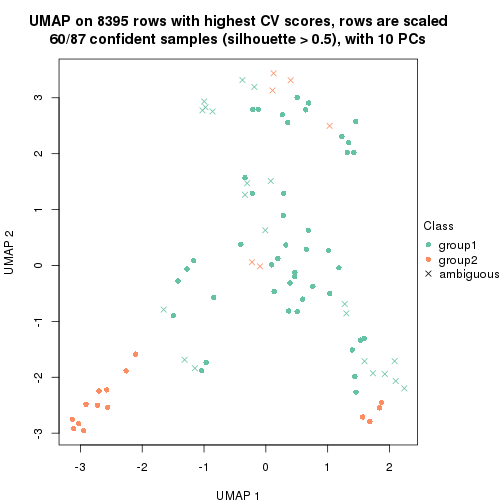 UMAP on 8395 rows with highest CV scores, rows are scaled
60/87 confident samples (silhouette > 0.5), with 10 PCs
3
2
1
0
-1
-2
-3
UMAP 2
-3
-2
-1
0
1
2
UMAP 1
Class
group1
group2
ambiguous